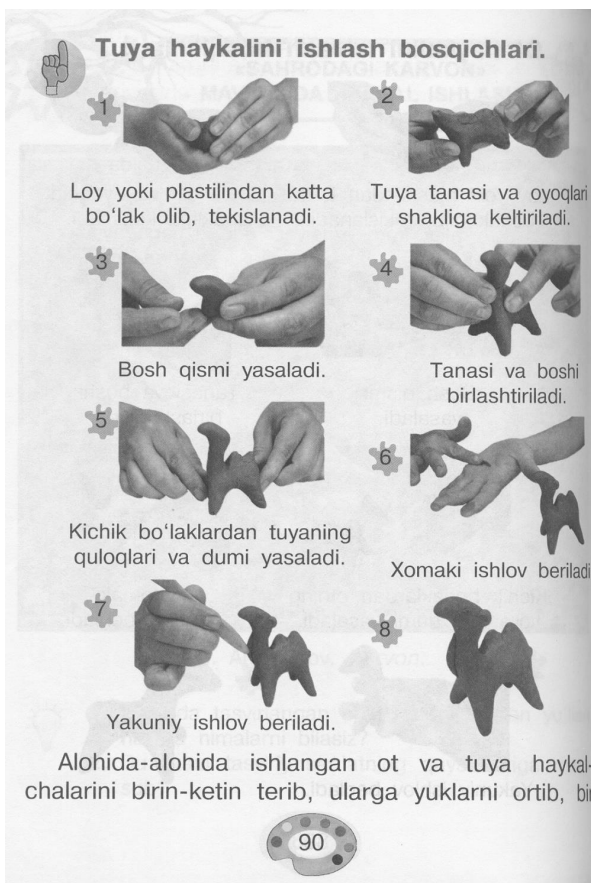 Tuya haykalini ishlash bosqichlari.
1
2
Loy yoki plastilindan katta
bo‘lak olib, tekislanadi.
Tuya tanasi va oyoqlari
shakliga keltiriladi.
3
4
Bosh qismi yasaladi.
Tanasi va boshi
birlashtiriladi.
5
6
Kichik bo‘laklardan tuyaning
quloqlari va dumi yasaladi.
Xomaki ishlov beriladi
7
8
Yakuniy ishlov beriladi.
Alohida-alohida ishlangan ot va tuya haykal-
chalarini birin-ketin terib, ularga yuklarni ortib, bir
90